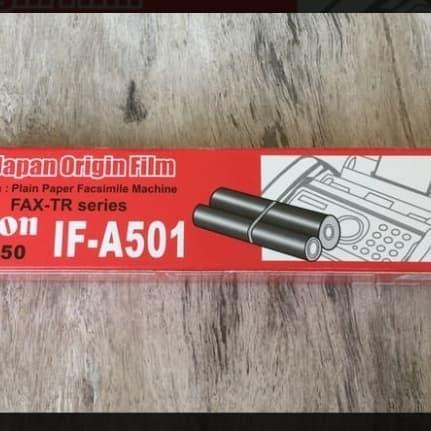 Japan Origin Film
: Plain Paper Facsimile Machine
FAX-TR series
on IF-A501
50